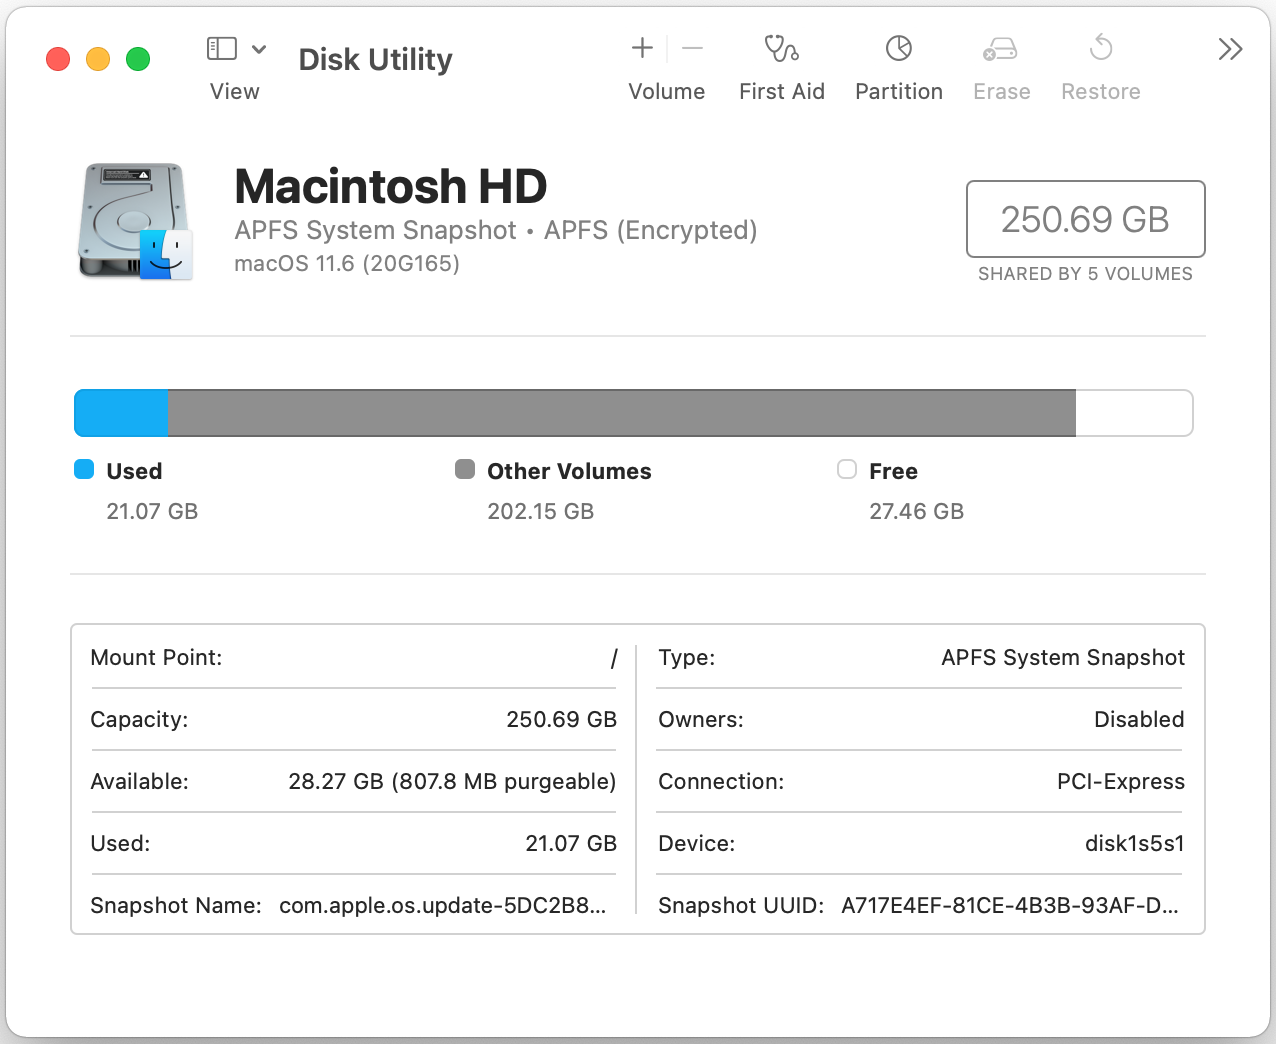 Disk Utility
View
Volume
First Aid
Partition
Erase
Restore
Macintosh HD
APFS System Snapshot • APFS (Encrypted)
macOS 11.6 (20G165)
250.69 GB
SHARED BY 5 VOLUMES
Used
21.07 GB
Other Volumes
202.15 GB
Free
27.46 GB
Mount Point: /
Capacity: 250.69 GB
Available: 28.27 GB (807.8 MB purgeable)
Used: 21.07 GB
Snapshot Name: com.apple.os.update-5DC2B8...
Type: APFS System Snapshot
Owners: Disabled
Connection: PCI-Express
Device: disk1s5s1
Snapshot UUID: A717E4EF-81CE-4B3B-93AF-D...